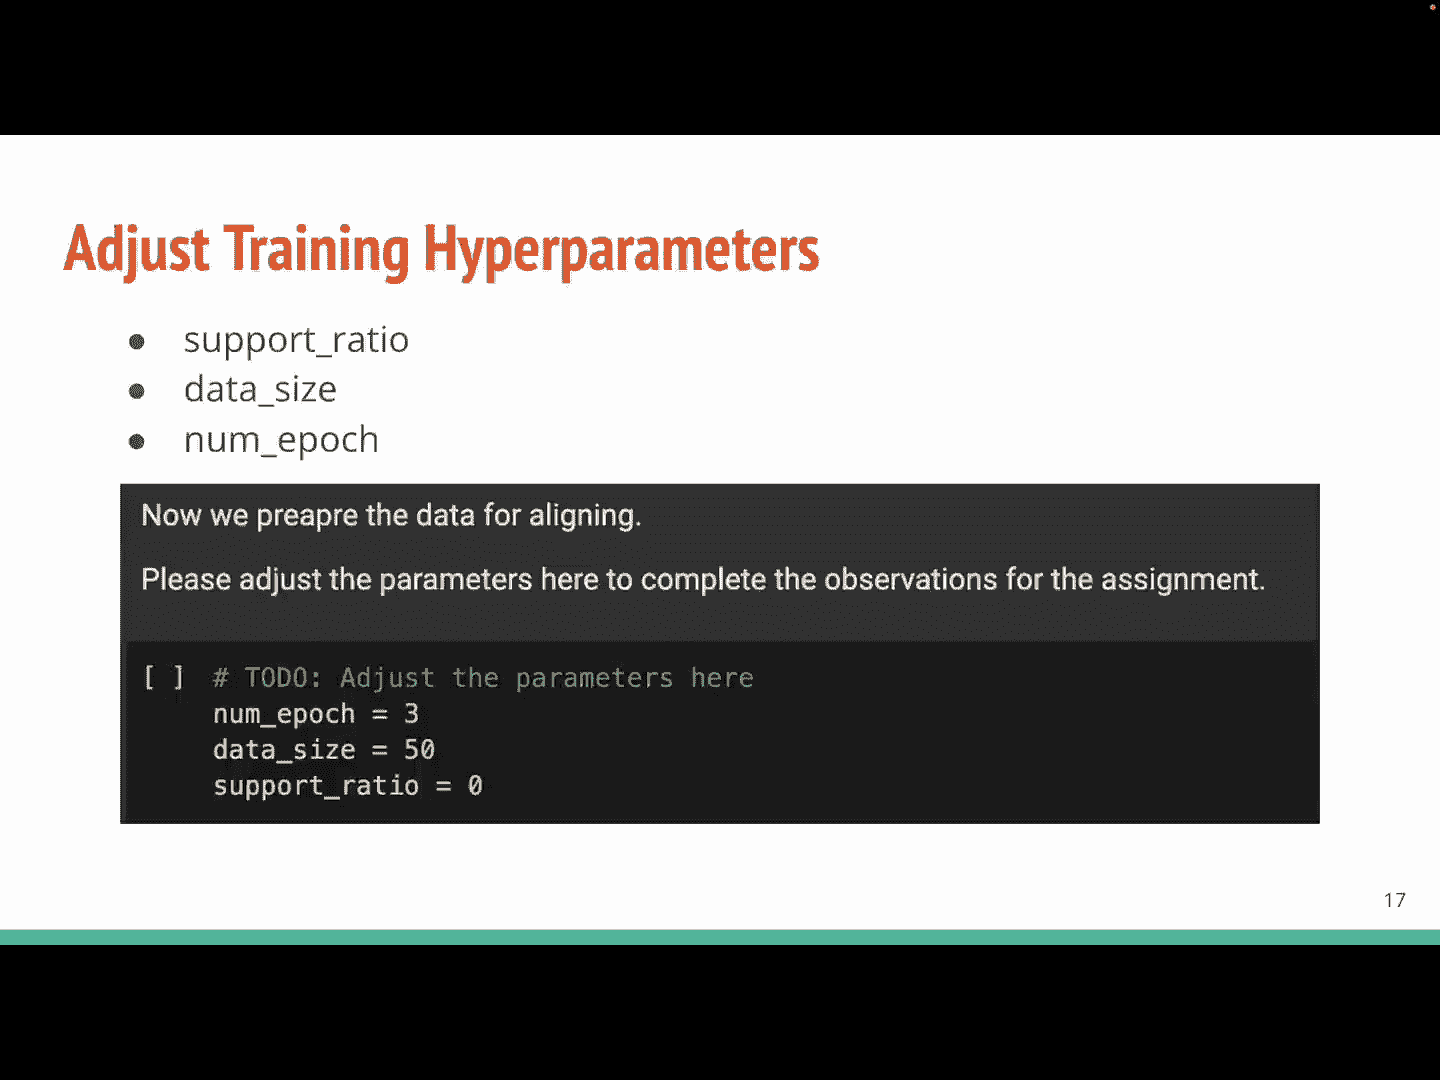 Adjust Training Hyperparameters
● support_ratio
● data_size
● num_epoch
Now we preapre the data for aligning.
Please adjust the parameters here to complete the observations for the assignment.
[ ] # TODO: Adjust the parameters here
num_epoch = 3
data_size = 50
support_ratio = 0
17